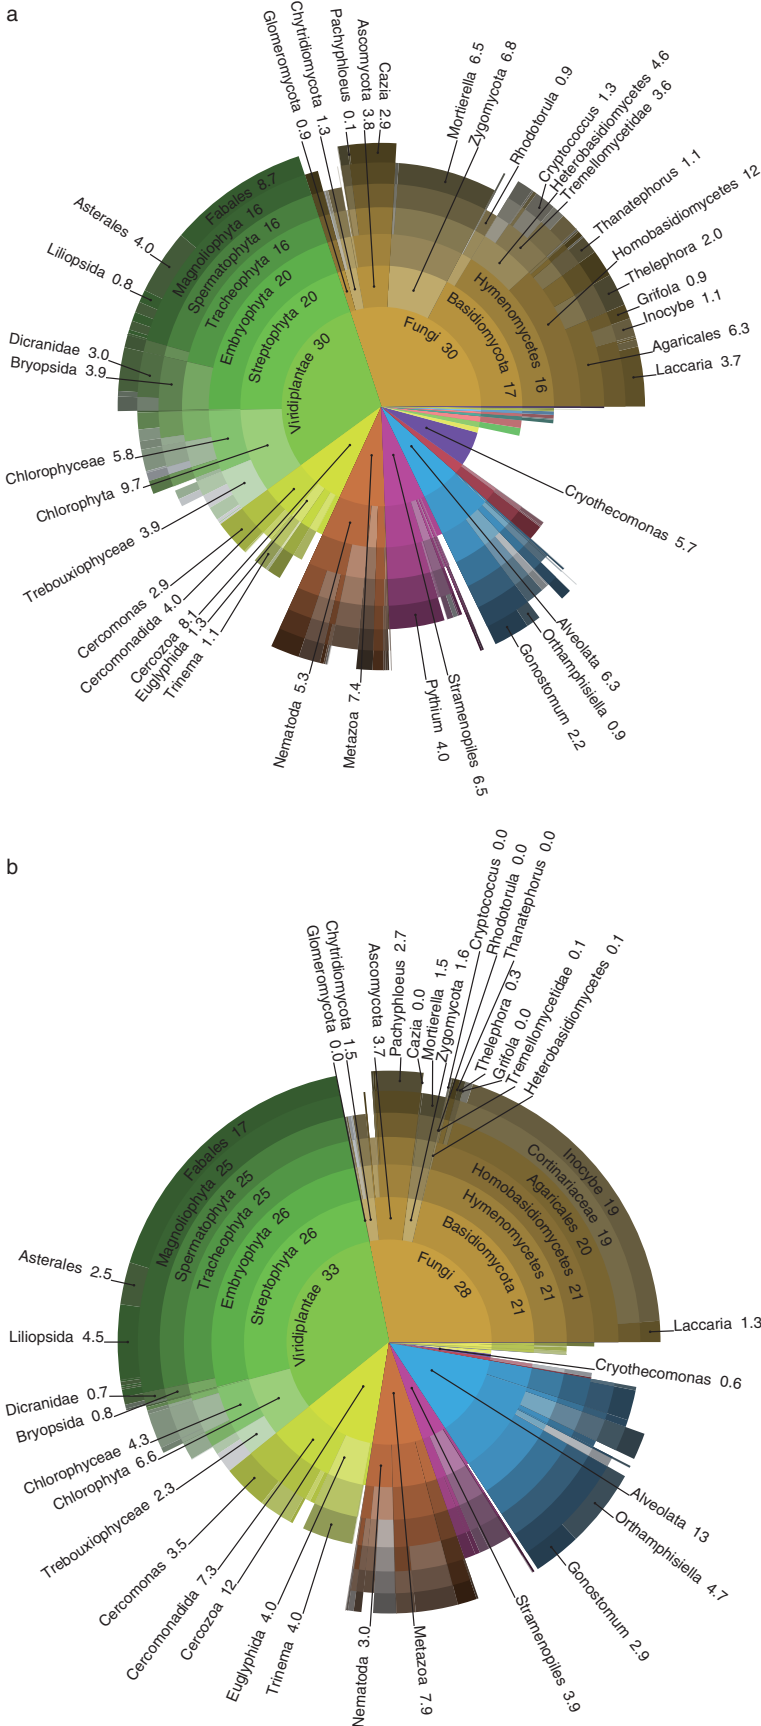 a
Glomeromycota 0.9
Chytridiomycota 1.3
Pachyphloeus 0.1
Ascomycota 3.8
Cazia 2.9
Mortierella 6.5
Zygomycota 6.8
Rhodotorula 0.9
Cryptococcus 1.3
Heterobasidiomycetes 4.6
Tremellomycetidae 3.6
Thanatephorus 1.1
Homobasidiomycetes 12
Thelephora 2.0
Grifola 0.9
Inocybe 1.1
Agaricales 6.3
Laccaria 3.7
Fungi 30
Basidiomycota 17
Hymenomycetes 16
Fabales 8.7
Magnoliophyta 16
Spermatophyta 16
Tracheophyta 16
Embryophyta 20
Streptophyta 20
Viridiplantae 30
Asterales 4.0
Liliopsida 0.8
Dicranidae 3.0
Bryopsida 3.9
Chlorophyceae 5.8
Chlorophyta 9.7
Trebouxiophyceae 3.9
Cercomonas 2.9
Cercomonadida 4.0
Cercozoa 8.1
Euglyphida 1.3
Trinema 1.1
Nematoda 5.3
Metazoa 7.4
Pythium 4.0
Stramenopiles 6.5
Gonostomum 2.2
Orthamphisiella 0.9
Alveolata 6.3
Cryothecomonas 5.7
b
Glomeromycota 0.0
Chytridiomycota 1.5
Ascomycota 3.7
Pachyphloeus 2.7
Cazia 0.0
Mortierella 1.5
Zygomycota 1.6
Cryptococcus 0.0
Rhodotorula 0.0
Thanatephorus 0.0
Thelephora 0.3
Grifola 0.0
Tremellomycetidae 0.1
Heterobasidiomycetes 0.1
Inocybe 19
Cortinariaceae 19
Agaricales 20
Homobasidiomycetes 21
Hymenomycetes 21
Basidiomycota 21
Fungi 28
Laccaria 1.3
Fabales 17
Magnoliophyta 25
Spermatophyta 25
Tracheophyta 25
Embryophyta 26
Streptophyta 26
Viridiplantae 33
Asterales 2.5
Liliopsida 4.5
Dicranidae 0.7
Bryopsida 0.8
Chlorophyceae 4.3
Chlorophyta 6.6
Trebouxiophyceae 2.3
Cercomonas 3.5
Cercomonadida 7.3
Cercozoa 12
Euglyphida 4.0
Trinema 4.0
Nematoda 3.0
Metazoa 7.9
Stramenopiles 3.9
Gonostomum 2.9
Orthamphisiella 4.7
Alveolata 13
Cryothecomonas 0.6